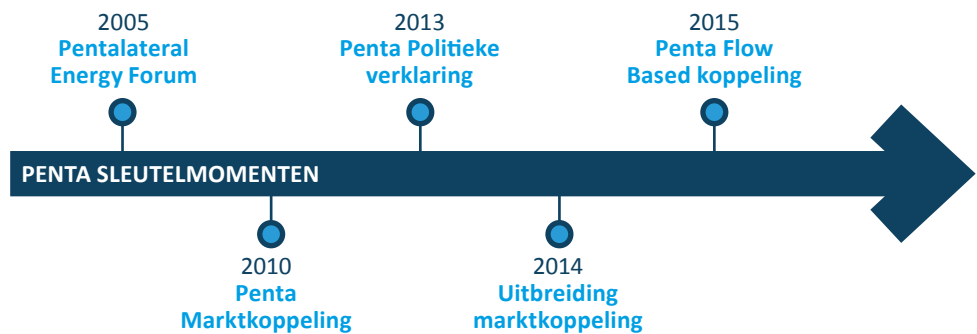 2005
Pentalateral
Energy Forum
2013
Penta Politieke
verklaring
2015
Penta Flow
Based koppeling
PENTA SLEUTELMOMENTEN
2010
Penta
Marktkoppeling
2014
Uitbreiding
marktkoppeling